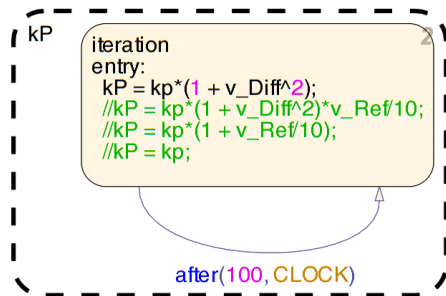 kP
2
iteration
entry:
kP = kp*(1 + v_Diff^2);
//kP = kp*(1 + v_Diff^2)*v_Ref/10;
//kP = kp*(1 + v_Ref/10);
//kP = kp;
after(100, CLOCK)